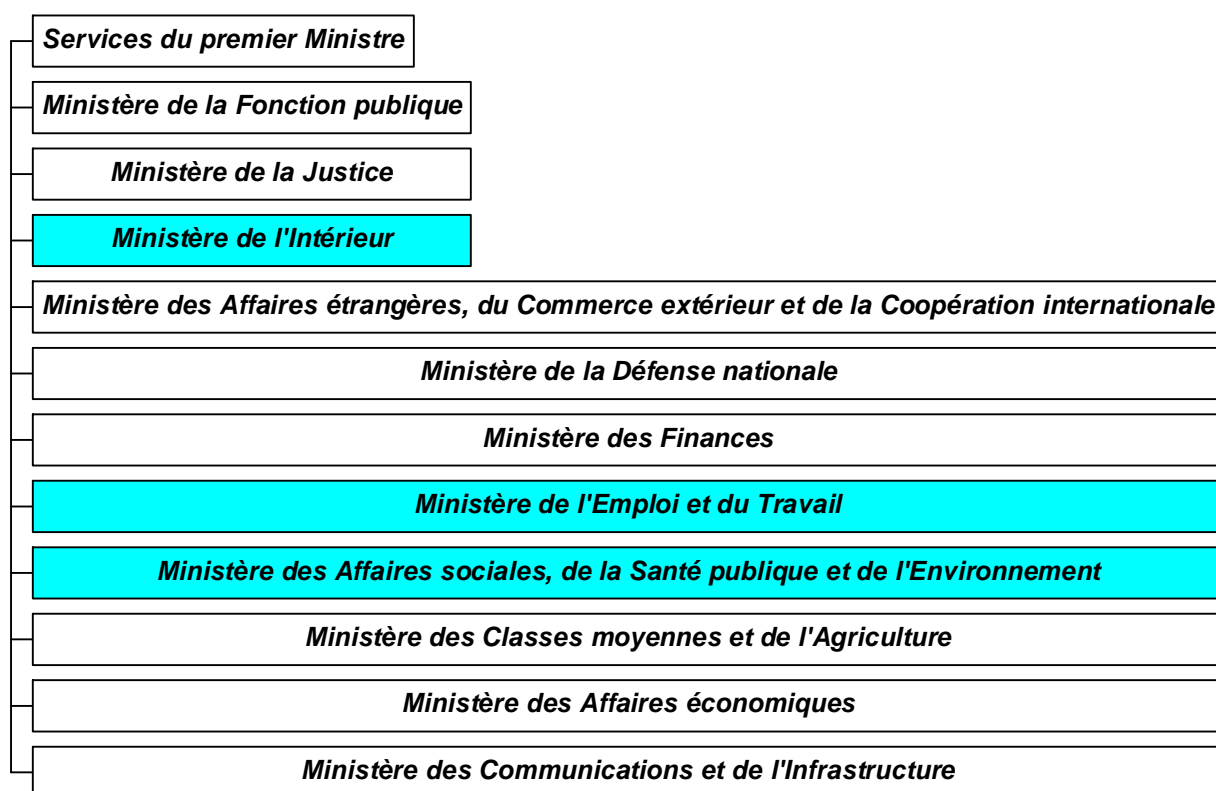 Services du premier Ministre
Ministère de la Fonction publique
Ministère de la Justice
Ministère de l'Intérieur
Ministère des Affaires étrangères, du Commerce extérieur et de la Coopération internationale
Ministère de la Défense nationale
Ministère des Finances
Ministère de l'Emploi et du Travail
Ministère des Affaires sociales, de la Santé publique et de l'Environnement
Ministère des Classes moyennes et de l'Agriculture
Ministère des Affaires économiques
Ministère des Communications et de l'Infrastructure